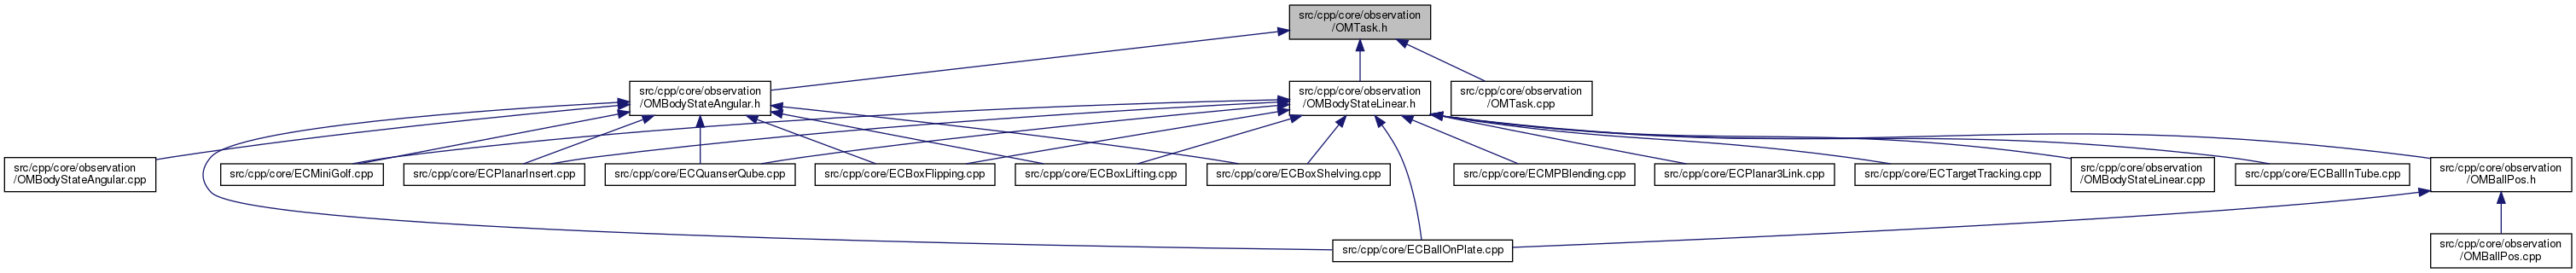 src/cpp/core/observation
/OMTask.h
src/cpp/core/observation
/OMBodyStateAngular.h
src/cpp/core/observation
/OMBodyStateLinear.h
src/cpp/core/observation
/OMTask.cpp
src/cpp/core/observation
/OMBodyStateAngular.cpp
src/cpp/core/ECMiniGolf.cpp
src/cpp/core/ECPlanarInsert.cpp
src/cpp/core/ECQuanserQube.cpp
src/cpp/core/ECBoxFlipping.cpp
src/cpp/core/ECBoxLifting.cpp
src/cpp/core/ECBoxShelving.cpp
src/cpp/core/ECMPBlending.cpp
src/cpp/core/ECPlanar3Link.cpp
src/cpp/core/ECTargetTracking.cpp
src/cpp/core/observation
/OMBodyStateLinear.cpp
src/cpp/core/ECBallInTube.cpp
src/cpp/core/observation
/OMBallPos.h
src/cpp/core/ECBallOnPlate.cpp
src/cpp/core/observation
/OMBallPos.cpp